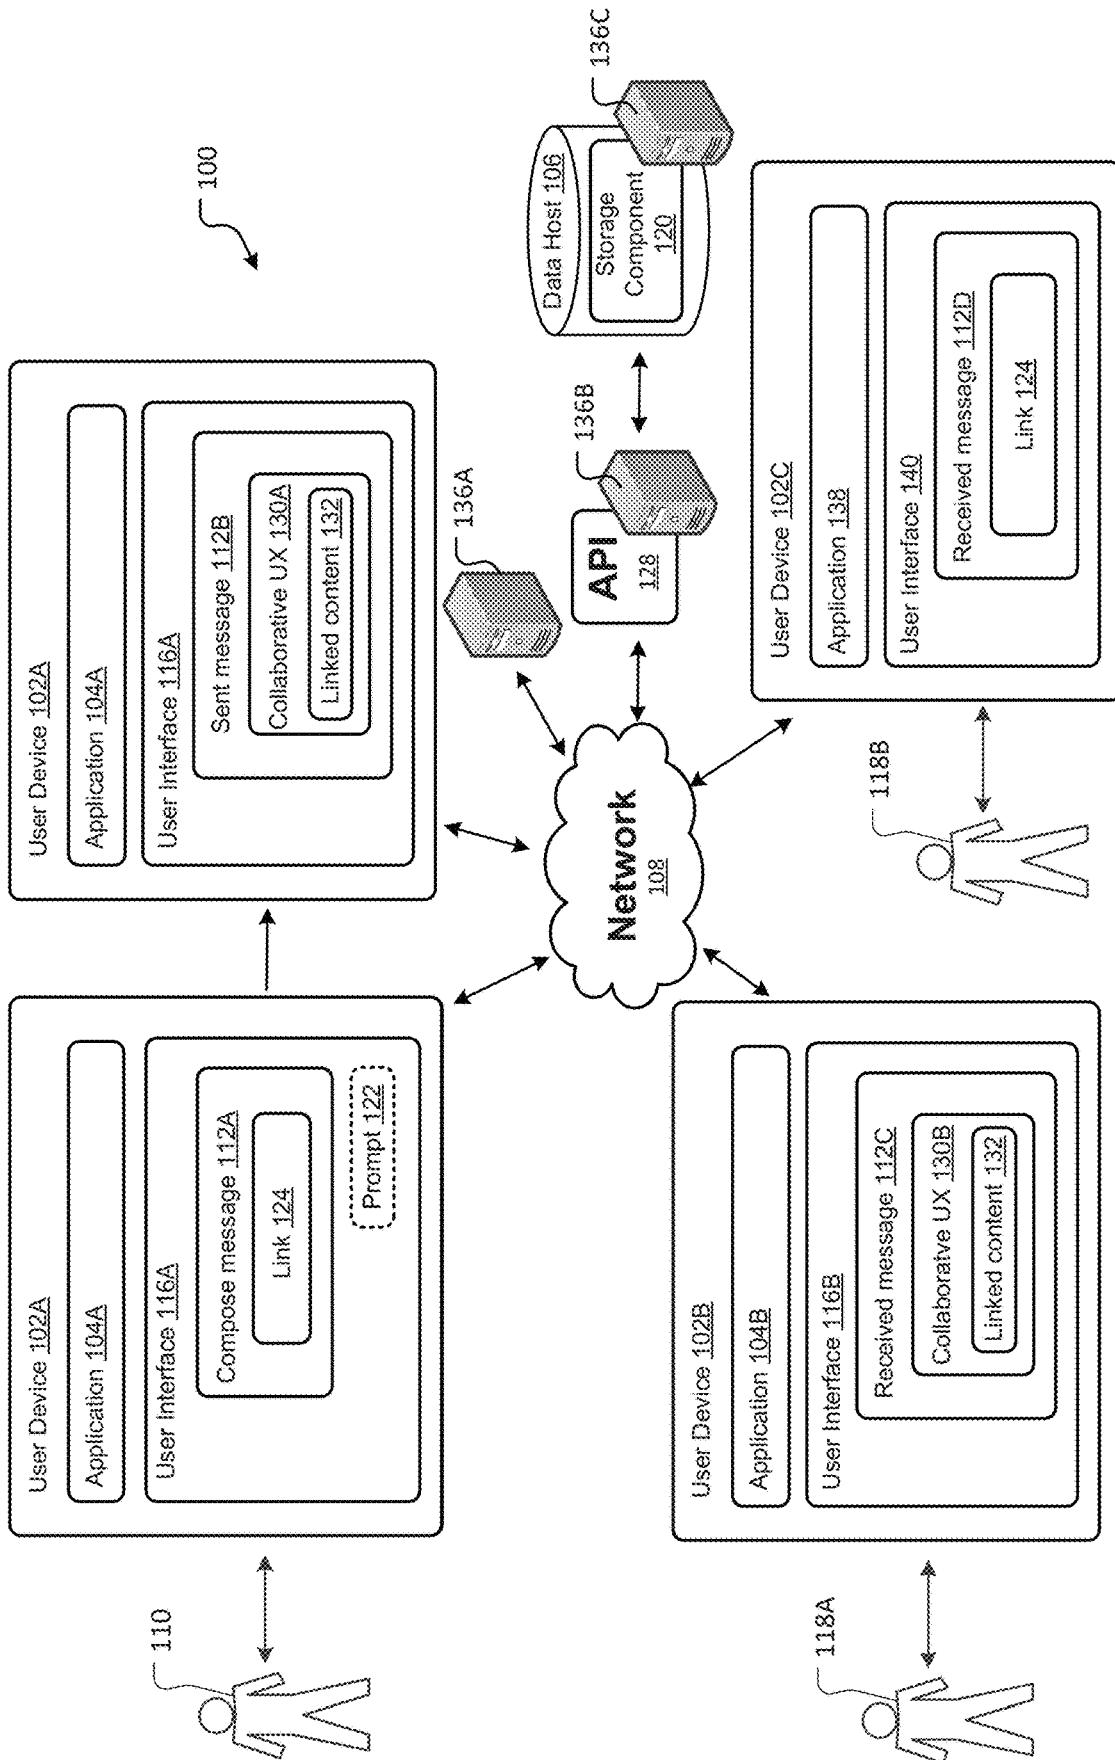 100
User Device 102A
Application 104A
User Interface 116A
Compose message 112A
Link 124
Prompt 122
110
User Device 102A
Application 104A
User Interface 116A
Sent message 112B
Collaborative UX 130A
Linked content 132
136A
Network
108
API
128
136B
Data Host 106
Storage
Component
120
136C
User Device 102B
Application 104B
User Interface 116B
Received message 112C
Collaborative UX 130B
Linked content 132
118A
User Device 102C
Application 138
User Interface 140
Received message 112D
Link 124
118B